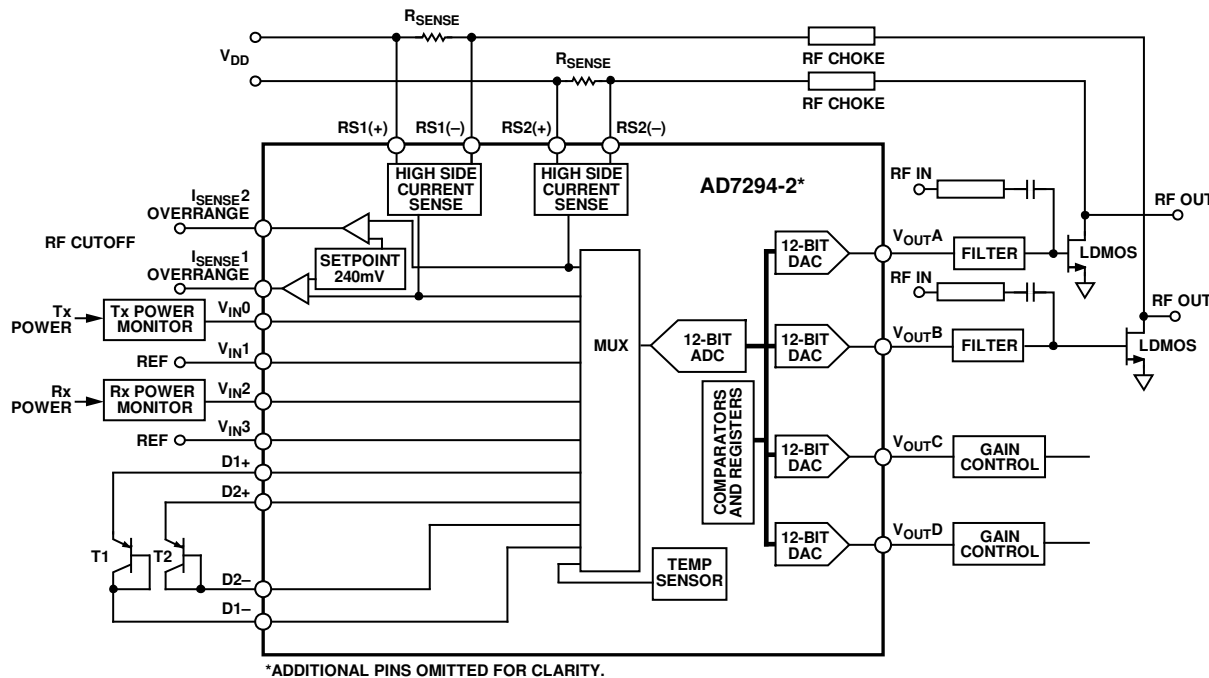 RSENSE
VDD
RF CHOKE
RSENSE
RF CHOKE
RS1(+)
RS1(–)
RS2(+)
RS2(–)
HIGH SIDE
CURRENT
SENSE
HIGH SIDE
CURRENT
SENSE
AD7294-2*
RF IN
RF OUT
ISENSE2
OVERRANGE
RF CUTOFF
ISENSE1
OVERRANGE
SETPOINT
240mV
12-BIT
DAC
VOUTA
FILTER
LDMOS
RF IN
RF OUT
Tx
POWER
Tx POWER
MONITOR
VIN0
MUX
12-BIT
ADC
12-BIT
DAC
VOUTB
FILTER
LDMOS
REF
VIN1
Rx
POWER
Rx POWER
MONITOR
VIN2
REF
VIN3
COMPARATORS
AND REGISTERS
12-BIT
DAC
VOUTC
GAIN
CONTROL
D1+
D2+
T1
T2
D2–
D1–
TEMP
SENSOR
12-BIT
DAC
VOUTD
GAIN
CONTROL
*ADDITIONAL PINS OMITTED FOR CLARITY.